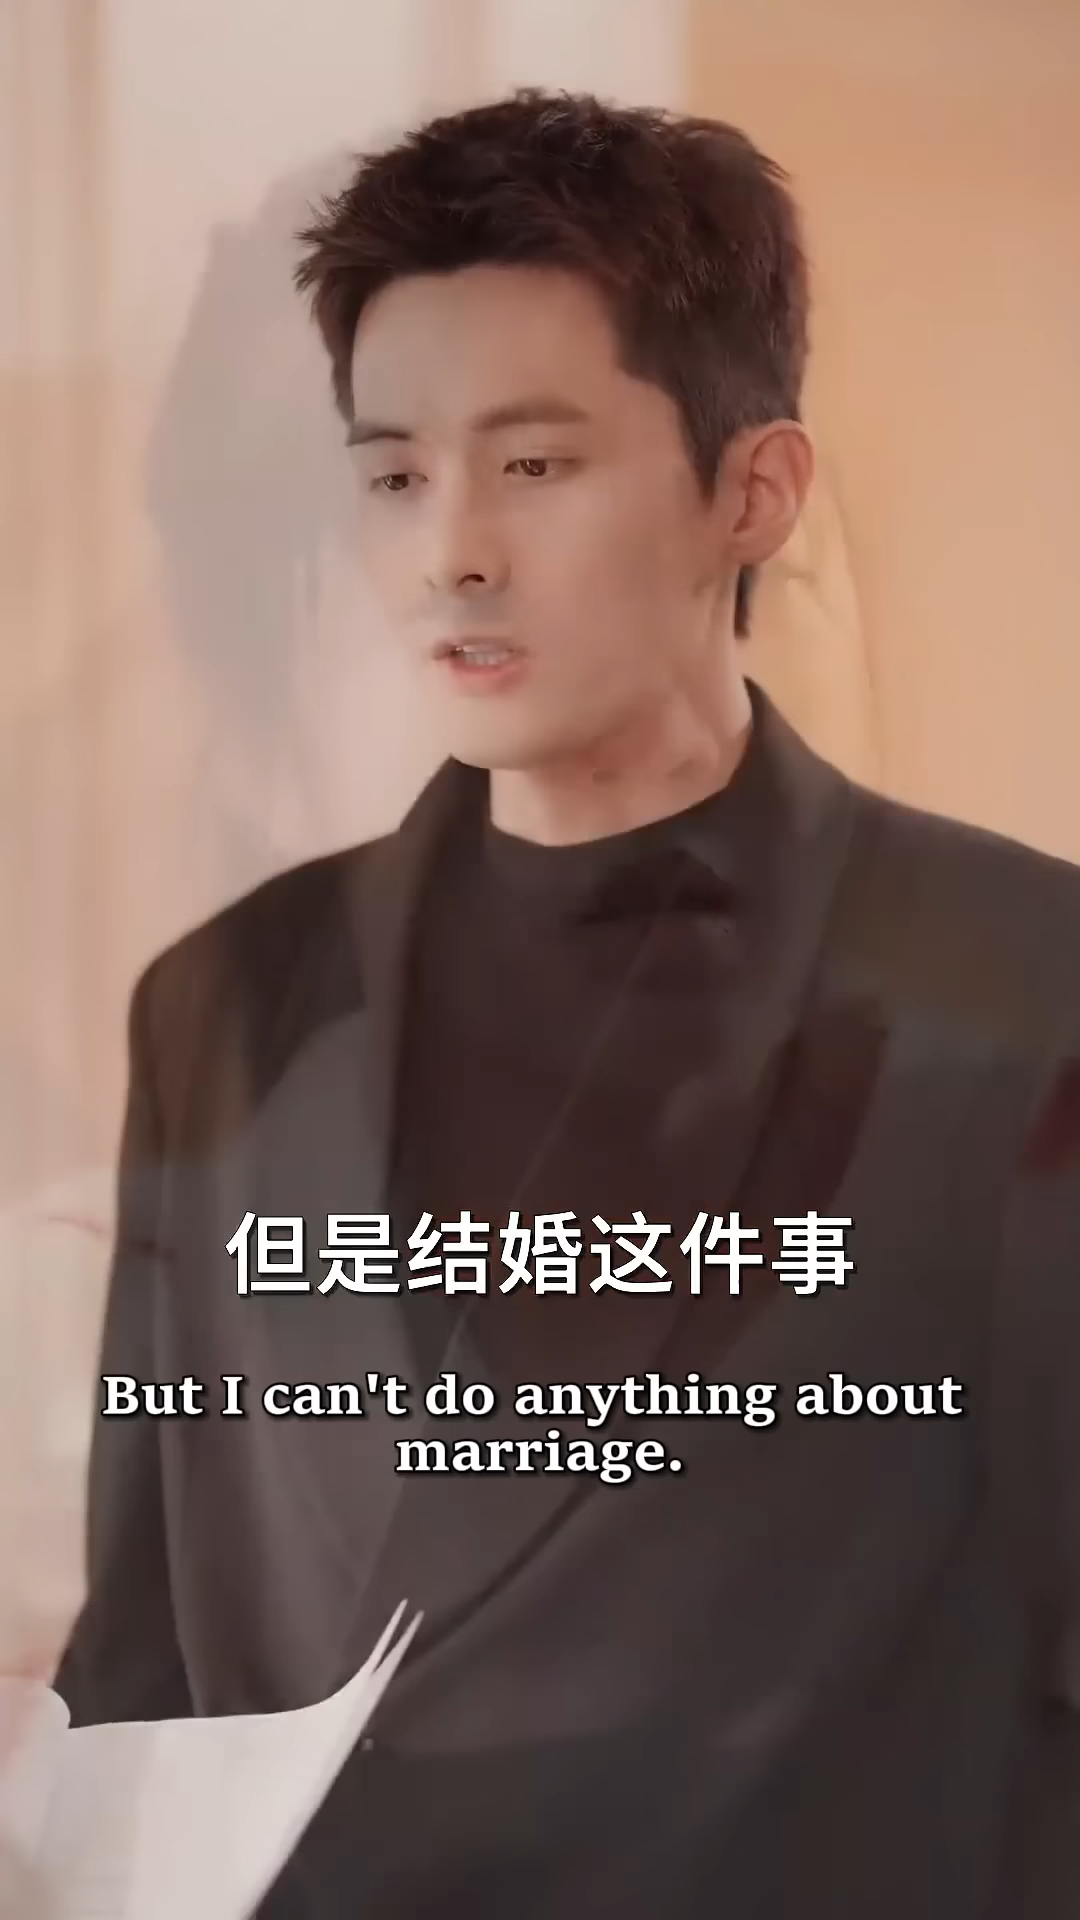 但是结婚这件事
But I can't do anything about
marriage.